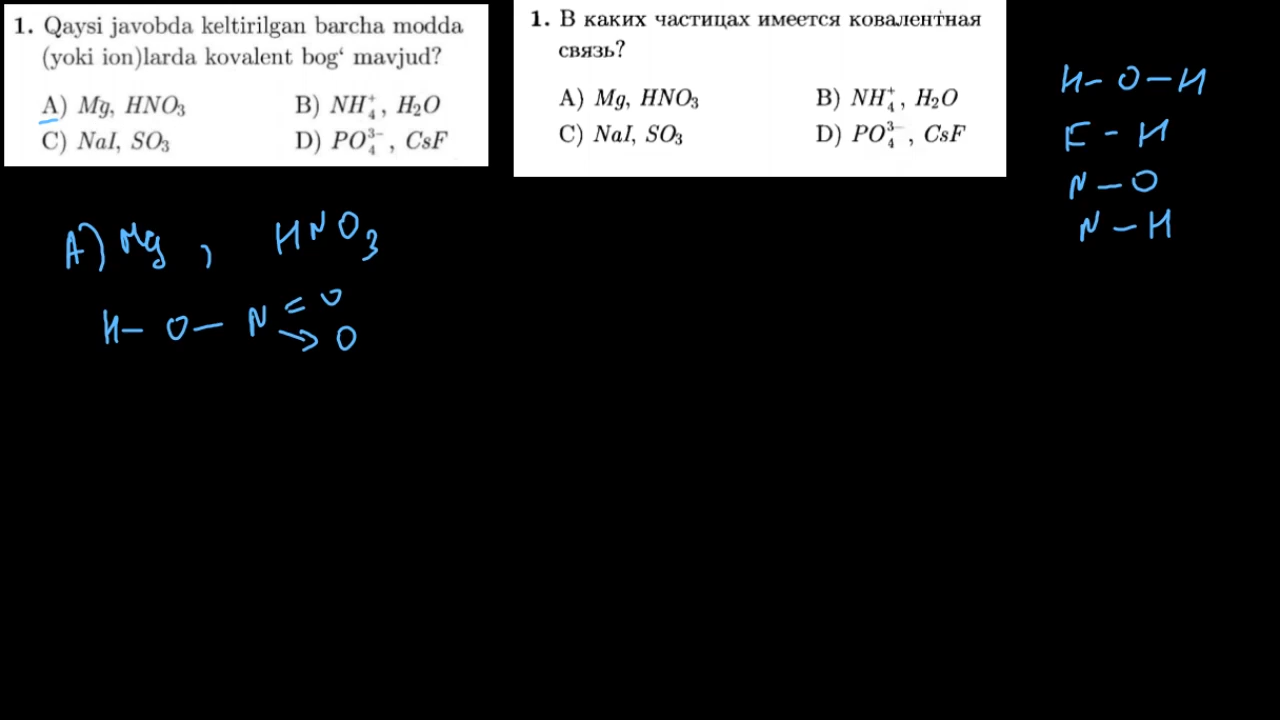 1. Qaysi javobda keltirilgan barcha modda
(yoki ion)larda kovalent bog‘ mavjud?
A) Mg, HNO₃ B) NH₄⁺, H₂O
C) NaI, SO₃ D) PO₄³⁻, CsF
1. В каких частицах имеется ковалентная
связь?
A) Mg, HNO₃ B) NH₄⁺, H₂O
C) NaI, SO₃ D) PO₄³⁻, CsF
H-O-H
F-H
N-O
N-H
A) Mg, HNO₃
H-O-N=O
→O